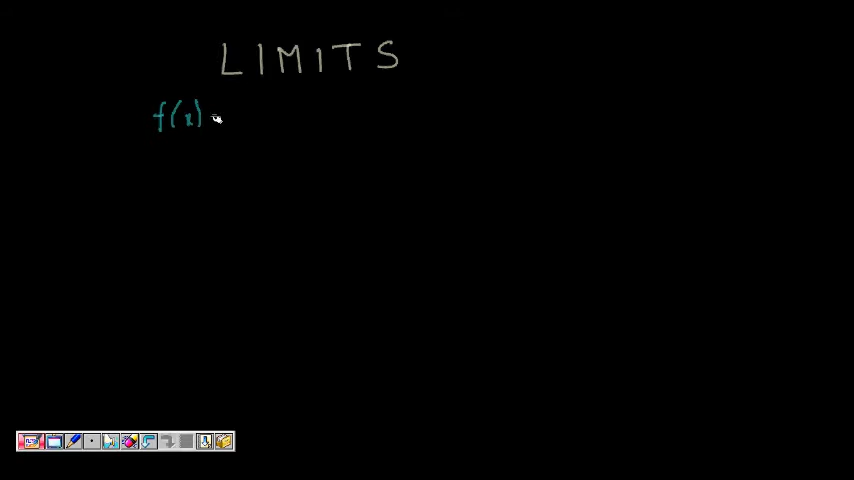 LIMITS
f(x) =